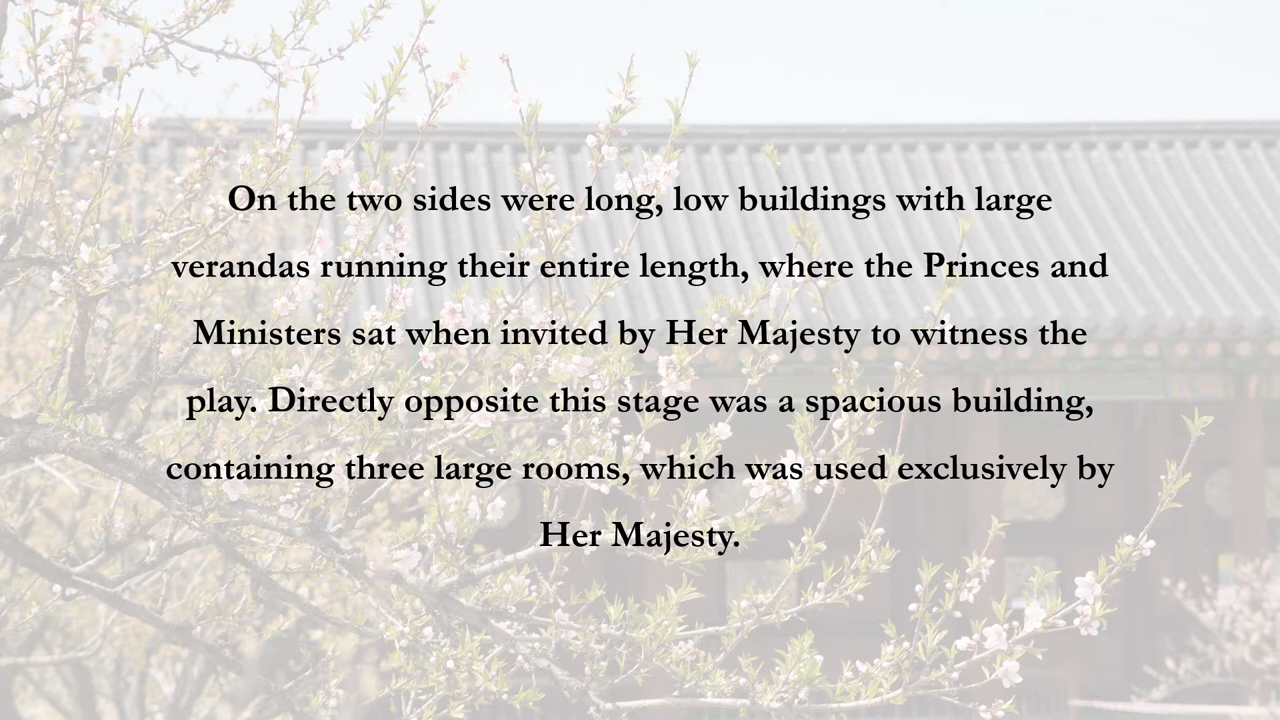 On the two sides were long, low buildings with large
verandas running their entire length, where the Princes and
Ministers sat when invited by Her Majesty to witness the
play. Directly opposite this stage was a spacious building,
containing three large rooms, which was used exclusively by
Her Majesty.